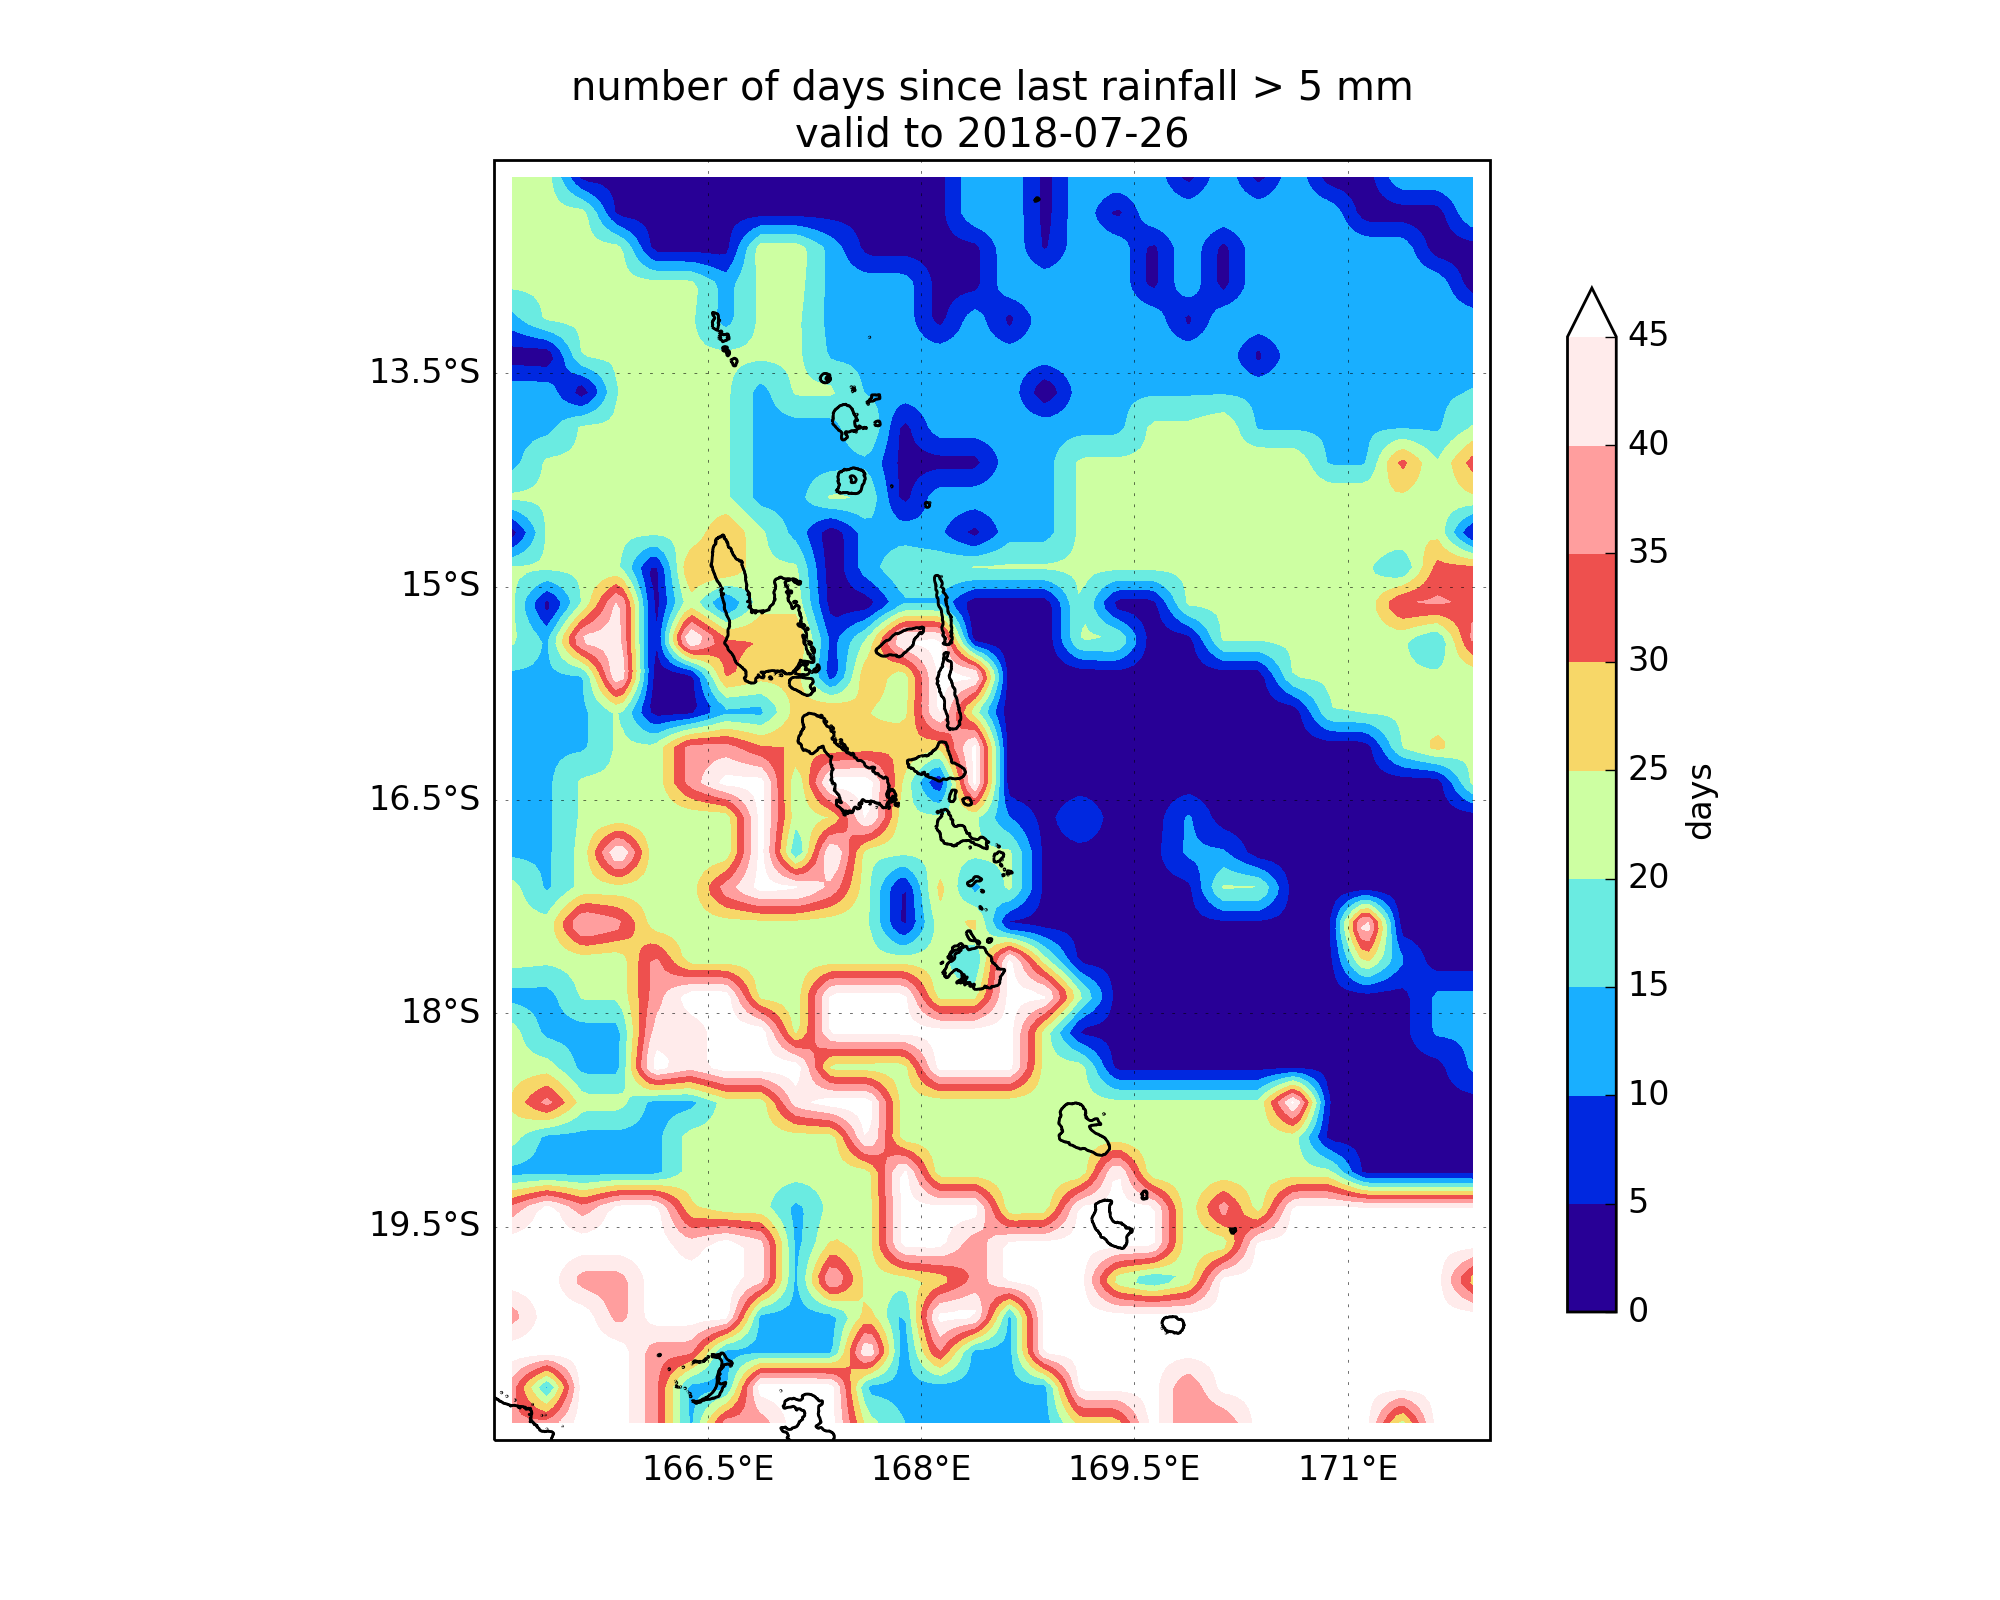 number of days since last rainfall > 5 mm
valid to 2018-07-26
13.5°S
15°S
16.5°S
18°S
19.5°S
166.5°E
168°E
169.5°E
171°E
45
40
35
30
25
20
15
10
5
0
days